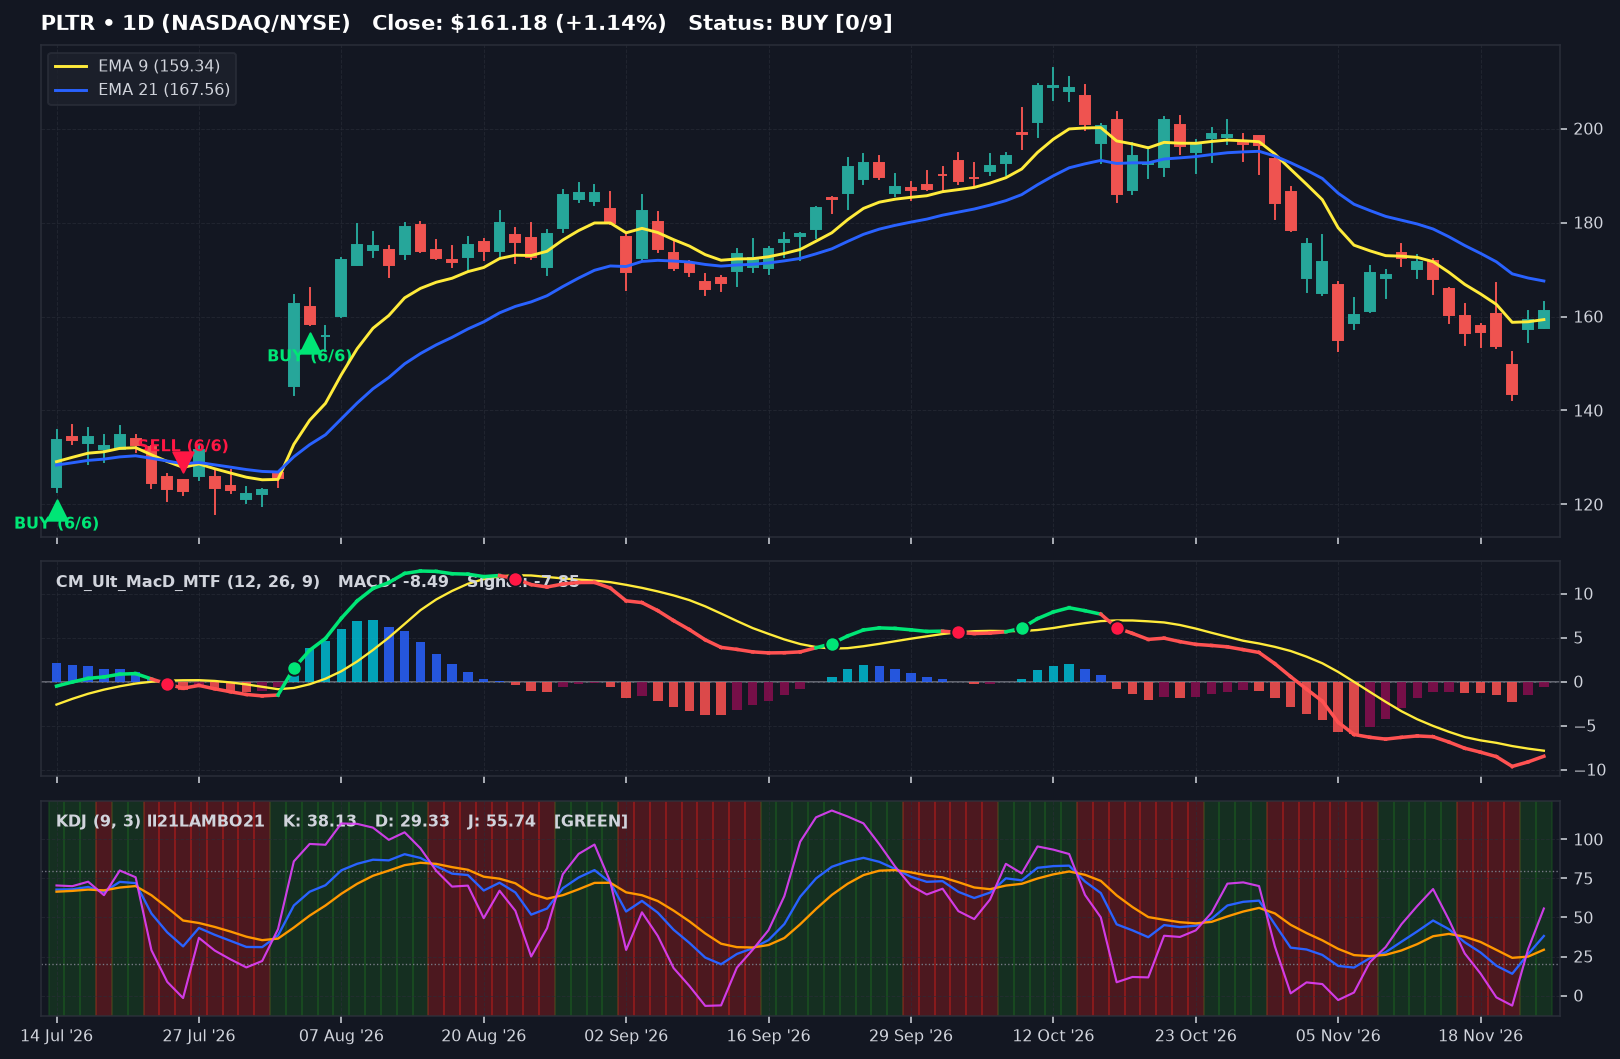 PLTR • 1D (NASDAQ/NYSE)   Close: $161.18 (+1.14%)   Status: BUY [0/9]
EMA 9 (159.34)
EMA 21 (167.56)
200
180
160
140
120
BUY (6/6)
SELL (6/6)
BUY (6/6)
CM_Ult_MacD_MTF (12, 26, 9)   MACD: -8.49   Signal: -7.85
10
5
0
−5
−10
KDJ (9, 3) II21LAMBO21   K: 38.13   D: 29.33   J: 55.74   [GREEN]
100
75
50
25
0
14 Jul '26   27 Jul '26   07 Aug '26   20 Aug '26   02 Sep '26   16 Sep '26   29 Sep '26   12 Oct '26   23 Oct '26   05 Nov '26   18 Nov '26